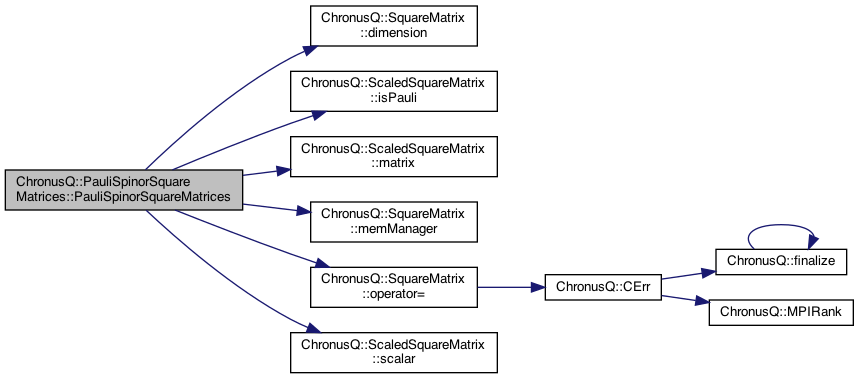 ChronusQ::SquareMatrix
::dimension
ChronusQ::ScaledSquareMatrix
::isPauli
ChronusQ::ScaledSquareMatrix
::matrix
ChronusQ::PauliSpinorSquare
Matrices::PauliSpinorSquareMatrices
ChronusQ::SquareMatrix
::memManager
ChronusQ::SquareMatrix
::operator=
ChronusQ::CErr
ChronusQ::finalize
ChronusQ::MPIRank
ChronusQ::ScaledSquareMatrix
::scalar